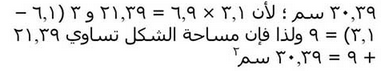 ٣٠,٣٩ سم ؛ لأن ٣,١ × ٦,٩ = ٢١,٣٩ و ٣ (٦,١ −
٣,١) = ٩ ولذا فإن مساحة الشكل تساوي ٢١,٣٩
+ ٩ = ٣٠,٣٩ سم٢